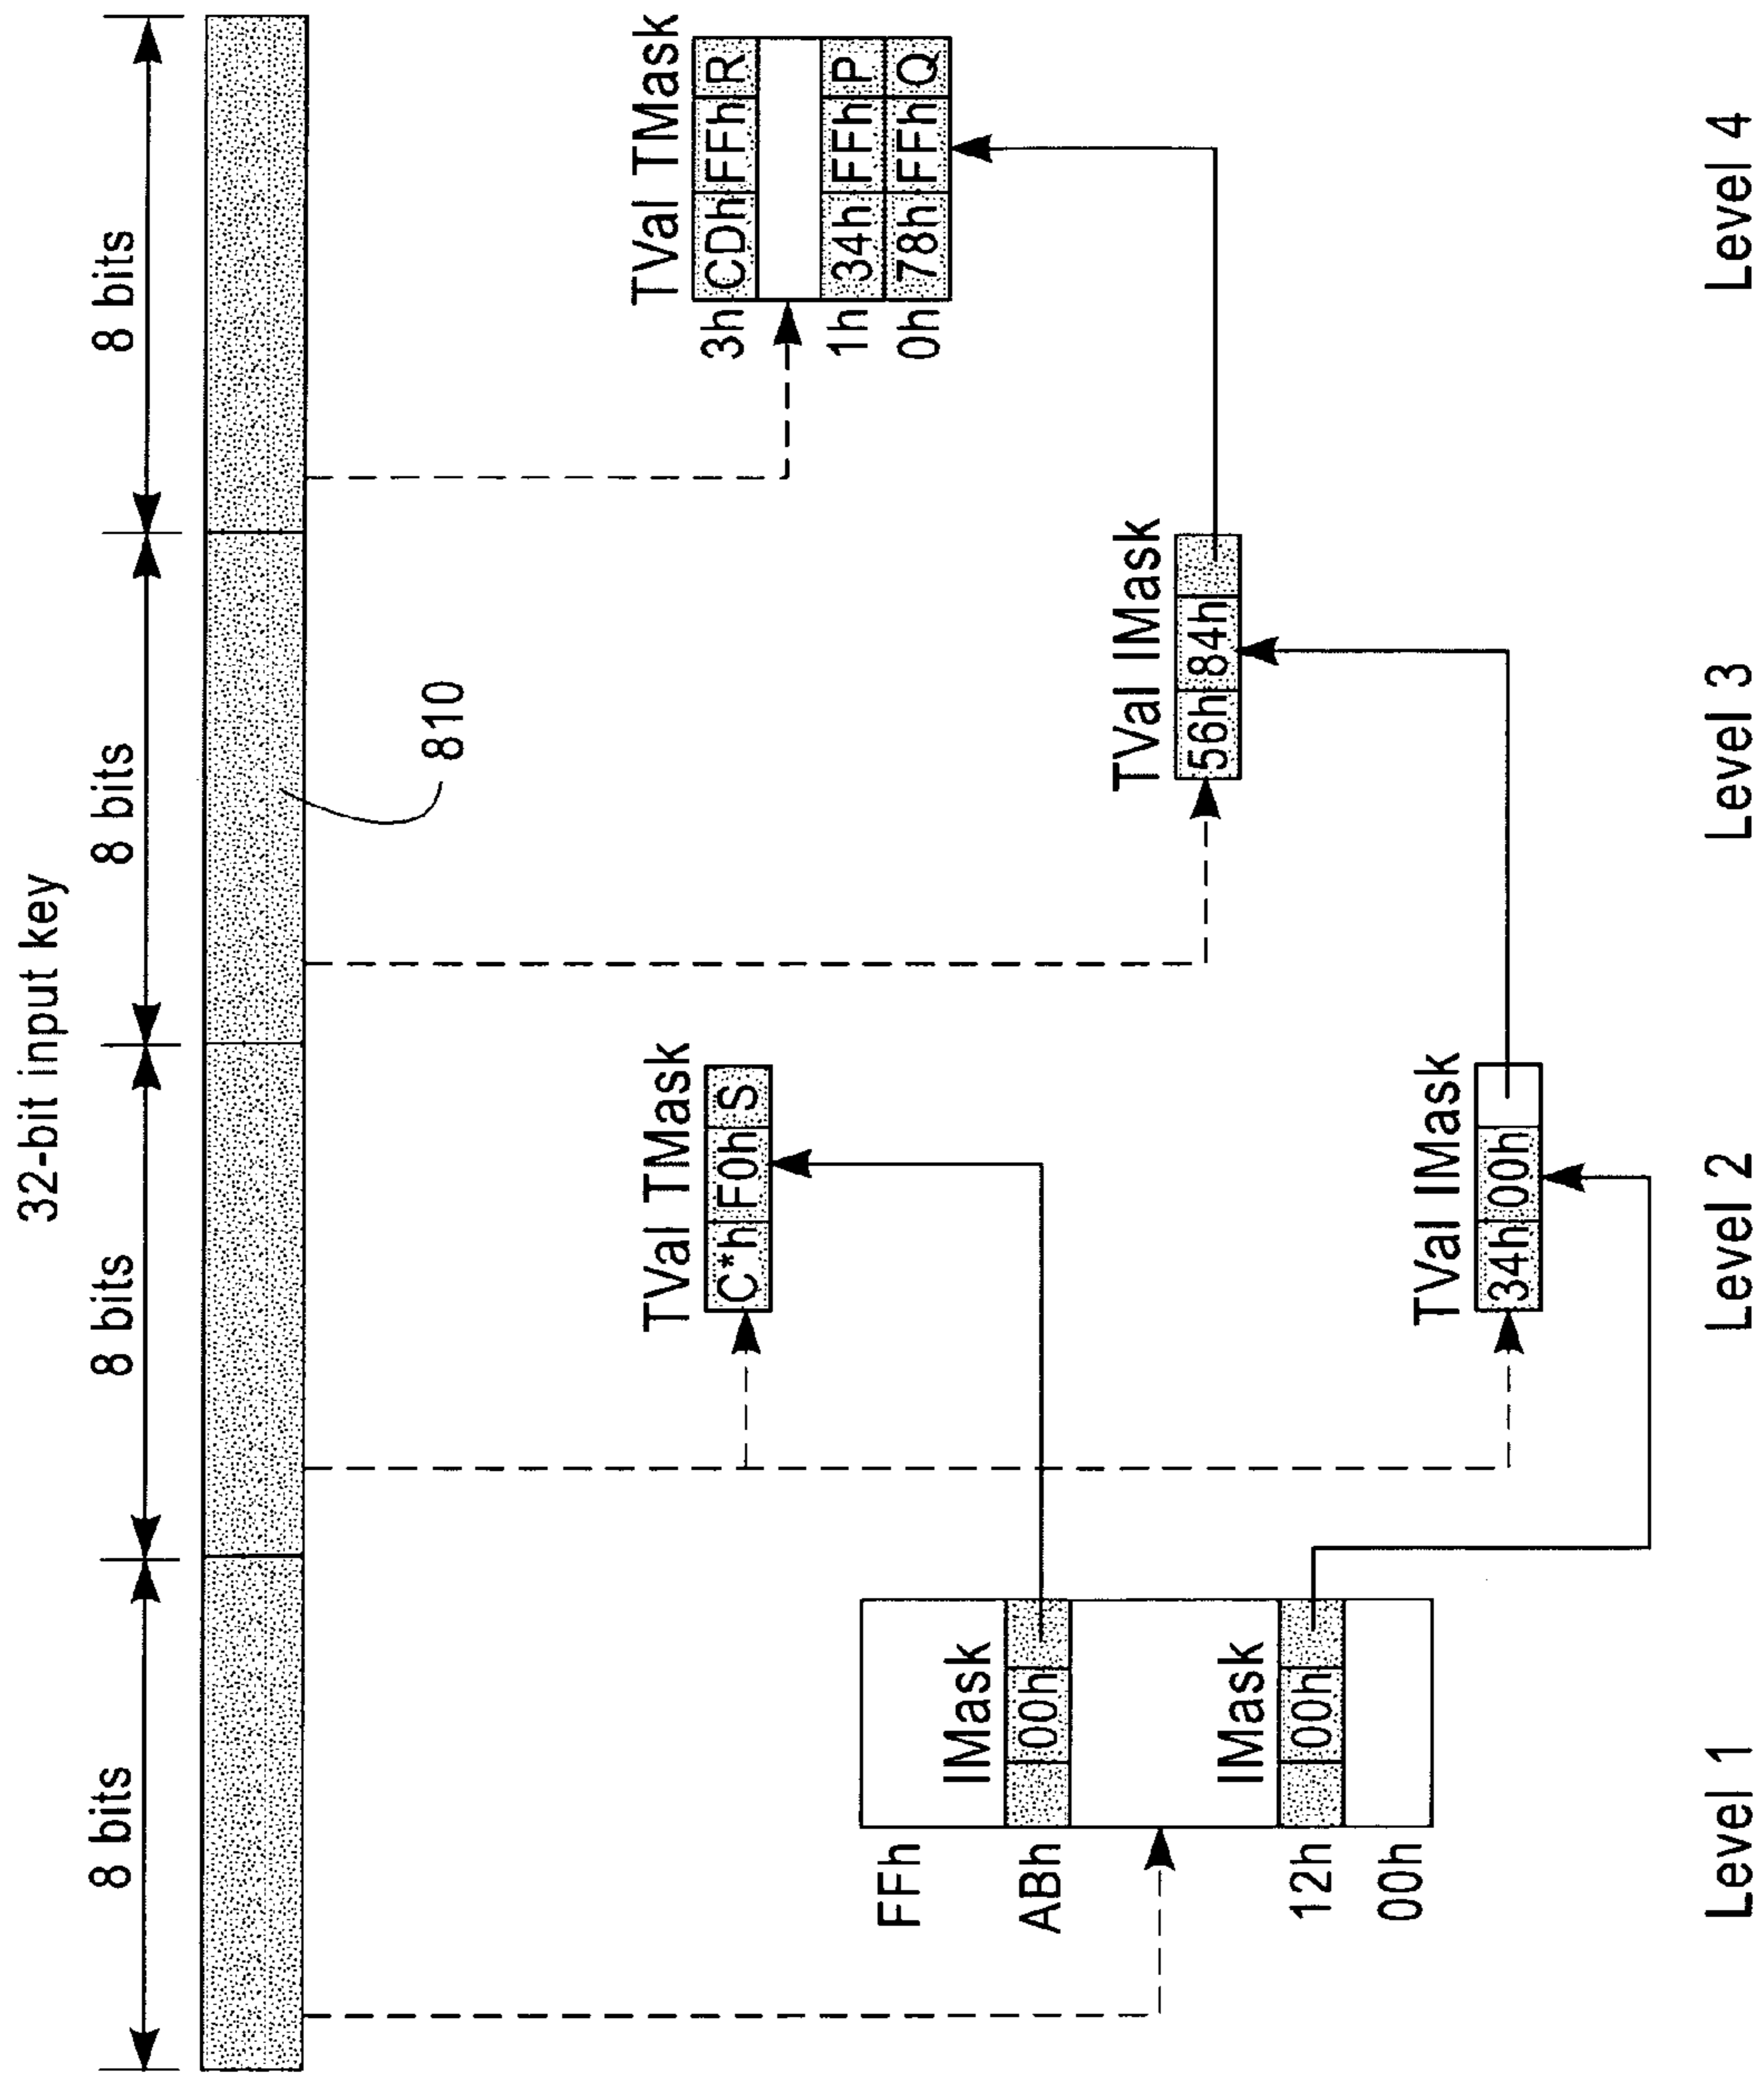 32-bit input key
8 bits 8 bits 8 bits 8 bits
810
TVal TMask
3h CDh FFh R
1h 34h FFh P
0h 78h FFh Q
TVal TMask
C*h F0h S
FFh
IMask
ABh 00h
TVal IMask
56h 84h
IMask
12h 00h
00h
TVal IMask
34h 00h
Level 1 Level 2 Level 3 Level 4